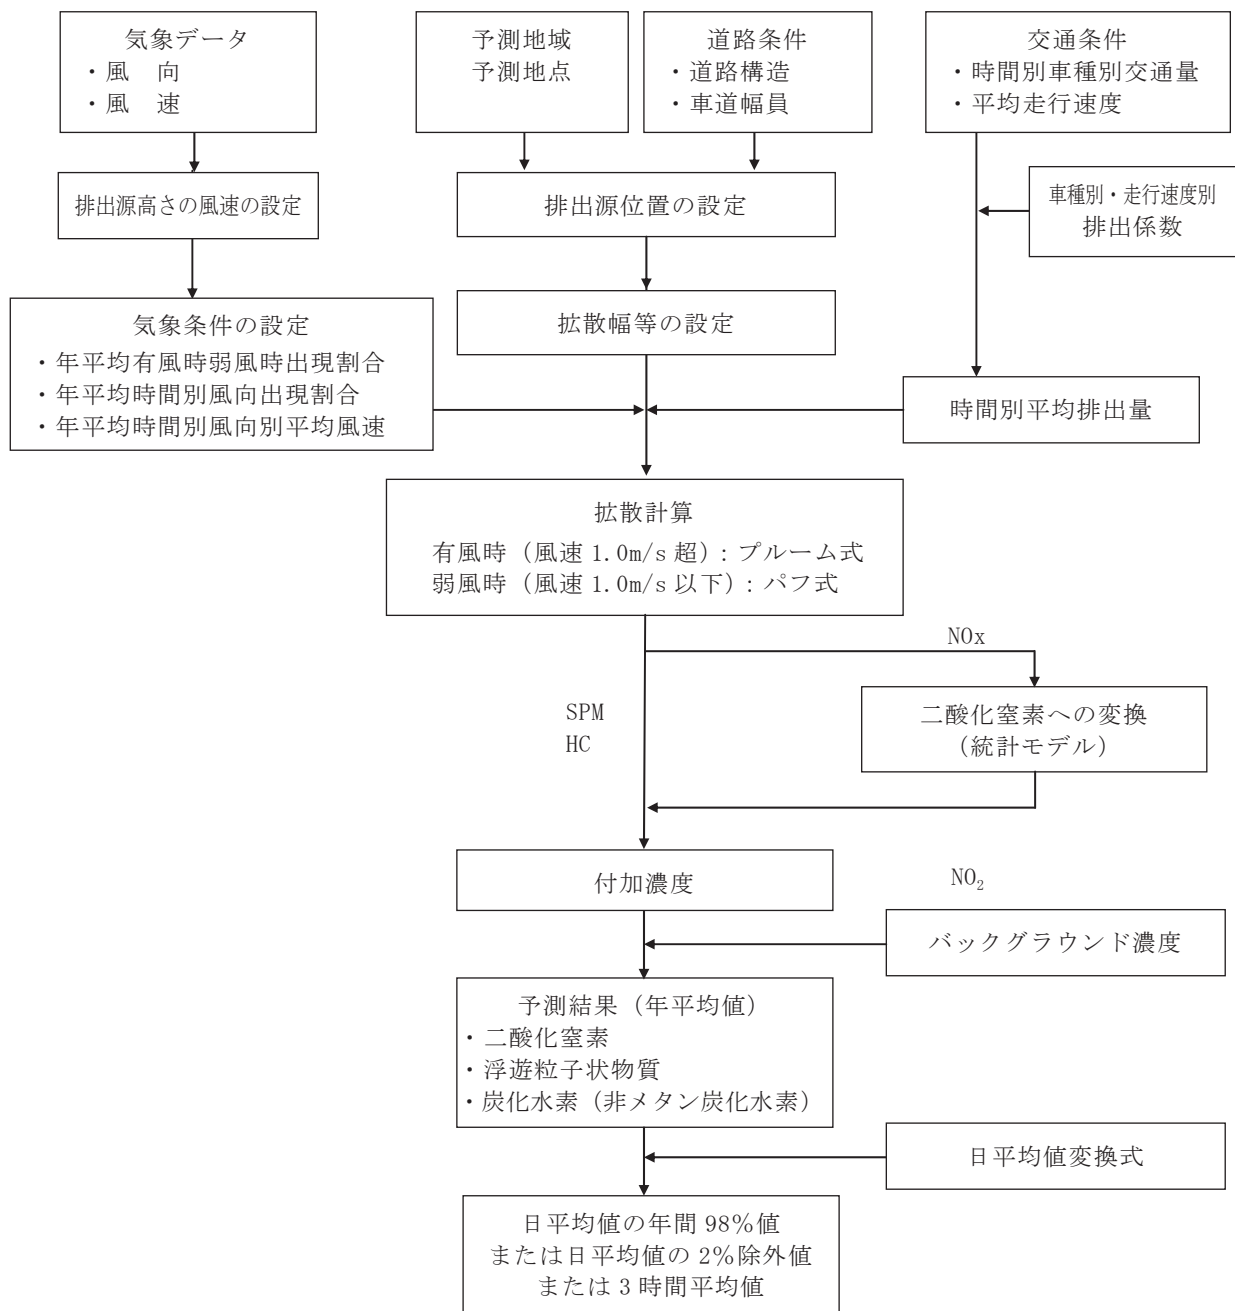 気象データ
・風　向
・風　速
予測地域
予測地点
道路条件
・道路構造
・車道幅員
交通条件
・時間別車種別交通量
・平均走行速度
排出源高さの風速の設定
排出源位置の設定
車種別・走行速度別
排出係数
気象条件の設定
・年平均有風時弱風時出現割合
・年平均時間別風向出現割合
・年平均時間別風向別平均風速
拡散幅等の設定
時間別平均排出量
拡散計算
有風時（風速 1.0m/s 超）：プルーム式
弱風時（風速 1.0m/s 以下）：パフ式
NOx
SPM
HC
二酸化窒素への変換
（統計モデル）
付加濃度
NO₂
バックグラウンド濃度
予測結果（年平均値）
・二酸化窒素
・浮遊粒子状物質
・炭化水素（非メタン炭化水素）
日平均値変換式
日平均値の年間 98％値
または日平均値の 2％除外値
または 3 時間平均値